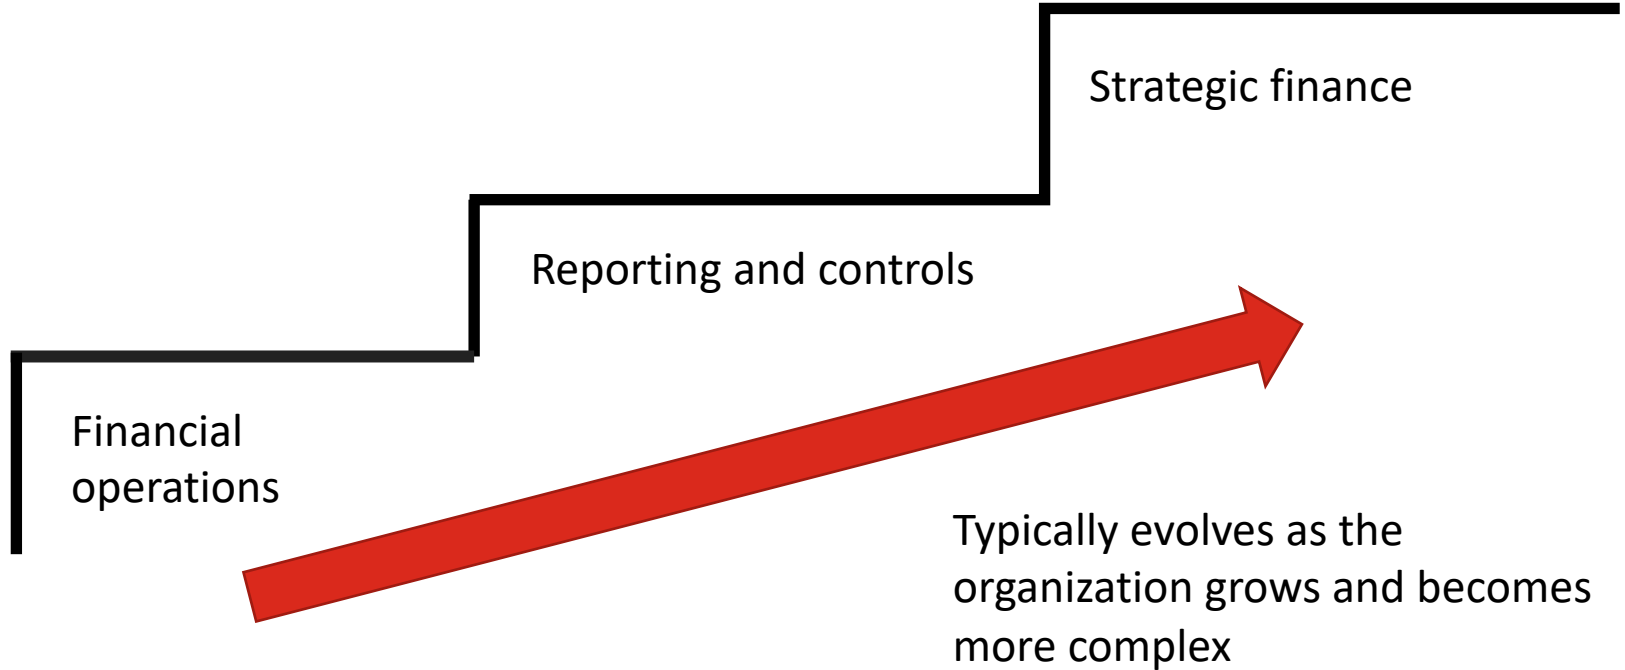 Strategic finance
Reporting and controls
Financial
operations
Typically evolves as the
organization grows and becomes
more complex